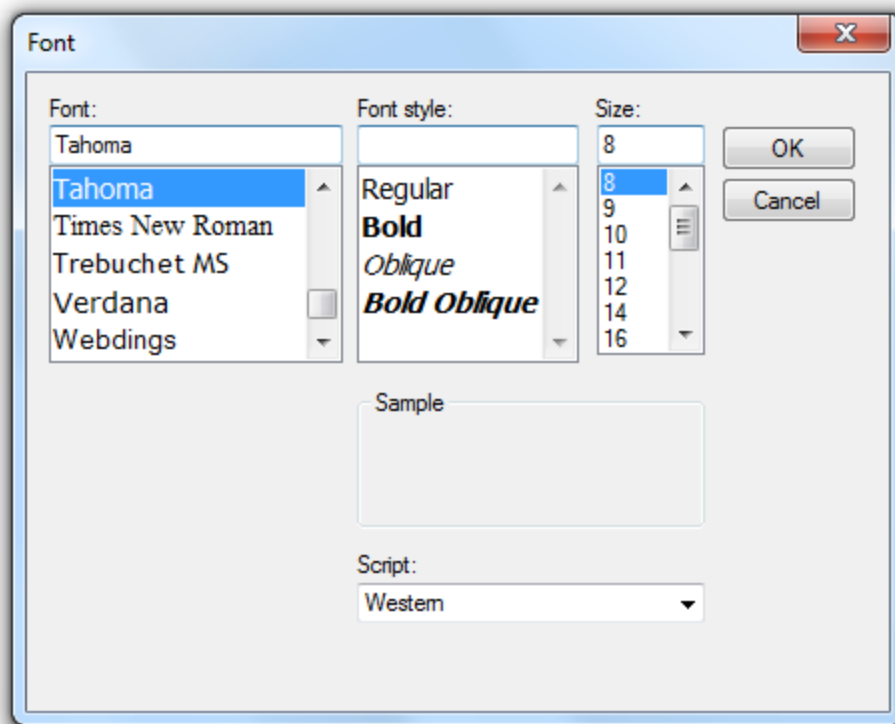 Font
Font: Font style: Size:
Tahoma 8 OK
Tahoma Regular 8 Cancel
Times New Roman Bold 9
Trebuchet MS Oblique 10
Verdana Bold Oblique 11
Webdings 12
14
16
Sample
Script:
Western